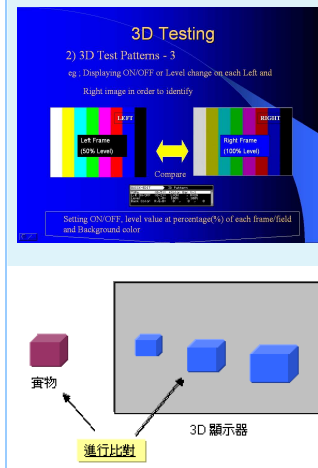 3D Testing
2) 3D Test Patterns - 3
eg ; Displaying ON/OFF or Level change on each Left and
Right image in order to identify
LEFT
RIGHT
Left Frame
(50% Level)
Right Frame
(100% Level)
Compare
Setting ON/OFF, level value at percentage(%) of each frame/field
and Background color
實物
3D 顯示器
進行比對